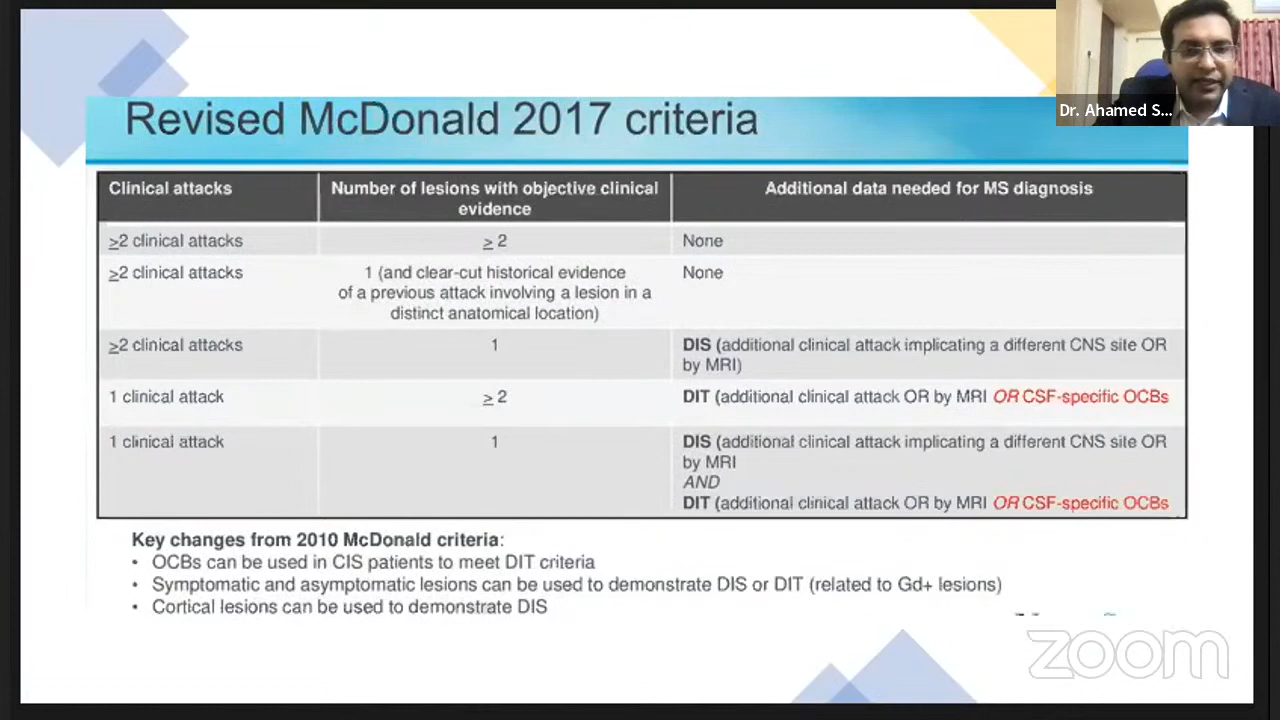 Dr. Ahamed S...
Revised McDonald 2017 criteria
Clinical attacks
Number of lesions with objective clinical
evidence
Additional data needed for MS diagnosis
≥2 clinical attacks
≥ 2
None
≥2 clinical attacks
1 (and clear-cut historical evidence
of a previous attack involving a lesion in a
distinct anatomical location)
None
≥2 clinical attacks
1
DIS (additional clinical attack implicating a different CNS site OR
by MRI)
1 clinical attack
≥ 2
DIT (additional clinical attack OR by MRI OR CSF-specific OCBs
1 clinical attack
1
DIS (additional clinical attack implicating a different CNS site OR
by MRI
AND
DIT (additional clinical attack OR by MRI OR CSF-specific OCBs
Key changes from 2010 McDonald criteria:
• OCBs can be used in CIS patients to meet DIT criteria
• Symptomatic and asymptomatic lesions can be used to demonstrate DIS or DIT (related to Gd+ lesions)
• Cortical lesions can be used to demonstrate DIS
zoom